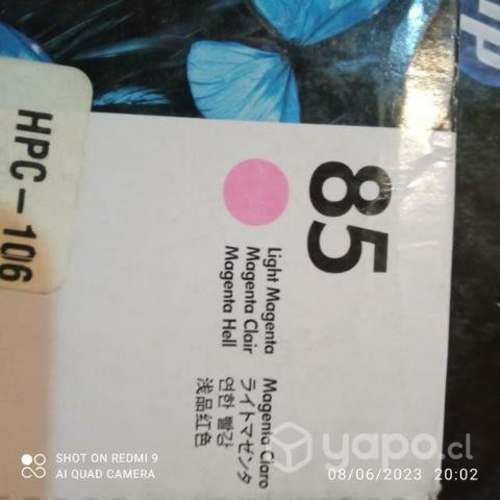 hp
85
Light Magenta
Magenta Clair
Magenta Hell
Magenta Claro
ライトマゼンタ
연한 빨강
浅品红色
HPC-106
SHOT ON REDMI 9
AI QUAD CAMERA
yapo.cl
08/06/2023 20:02